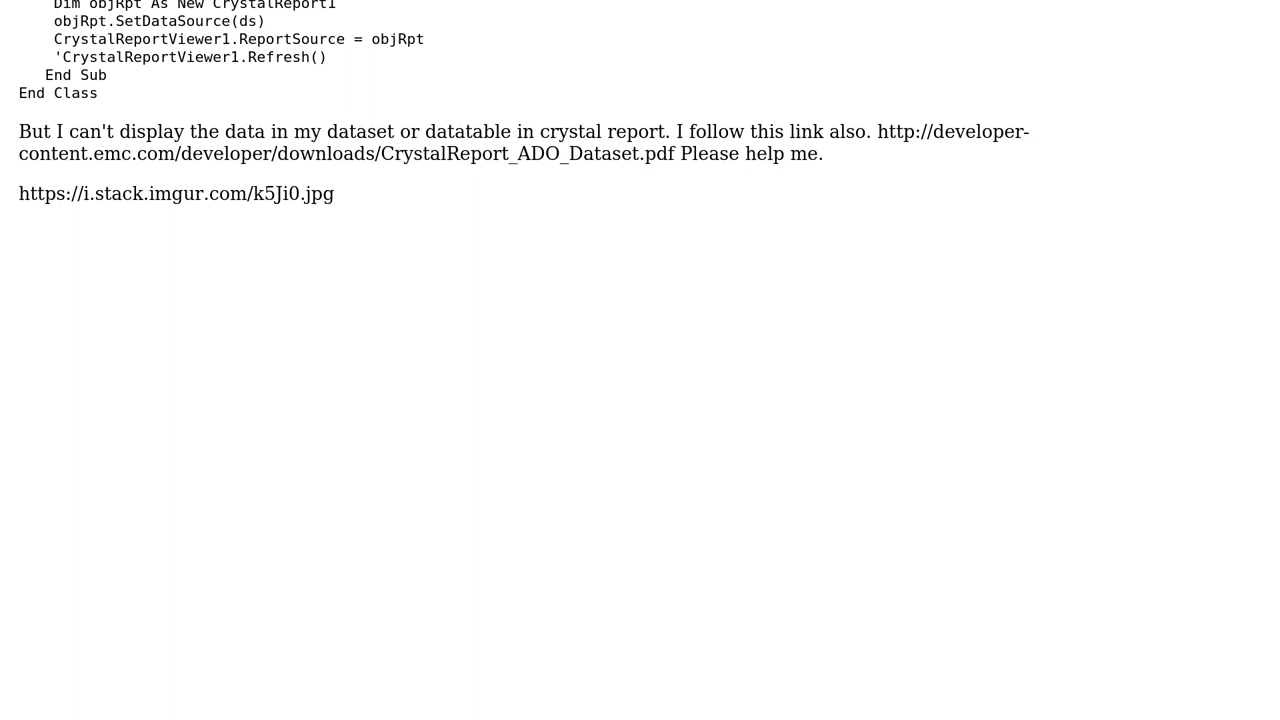 Dim objRpt As New CrystalReport1
objRpt.SetDataSource(ds)
CrystalReportViewer1.ReportSource = objRpt
'CrystalReportViewer1.Refresh()
End Sub
End Class
But I can't display the data in my dataset or datatable in crystal report. I follow this link also. http://developer-
content.emc.com/developer/downloads/CrystalReport_ADO_Dataset.pdf Please help me.
https://i.stack.imgur.com/k5Ji0.jpg